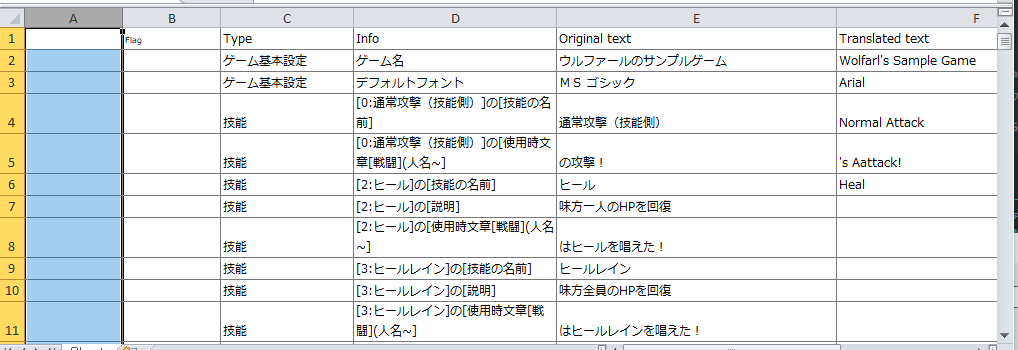 A B C D E F
1 Flag Type Info Original text Translated text
2 ゲーム基本設定 ゲーム名 ウルファールのサンプルゲーム Wolfarl's Sample Game
3 ゲーム基本設定 デフォルトフォント ＭＳ ゴシック Arial
[0:通常攻撃（技能側）]の[技能の名
4 技能 前] 通常攻撃（技能側） Normal Attack
[0:通常攻撃（技能側）]の[使用時文
5 技能 章[戦闘](人名~] の攻撃！ 's Aattack!
6 技能 [2:ヒール]の[技能の名前] ヒール Heal
7 技能 [2:ヒール]の[説明] 味方一人のHPを回復
[2:ヒール]の[使用時文章[戦闘](人名
8 技能 ~] はヒールを唱えた！
9 技能 [3:ヒールレイン]の[技能の名前] ヒールレイン
10 技能 [3:ヒールレイン]の[説明] 味方全員のHPを回復
[3:ヒールレイン]の[使用時文章[戦
11 技能 闘](人名~] はヒールレインを唱えた！